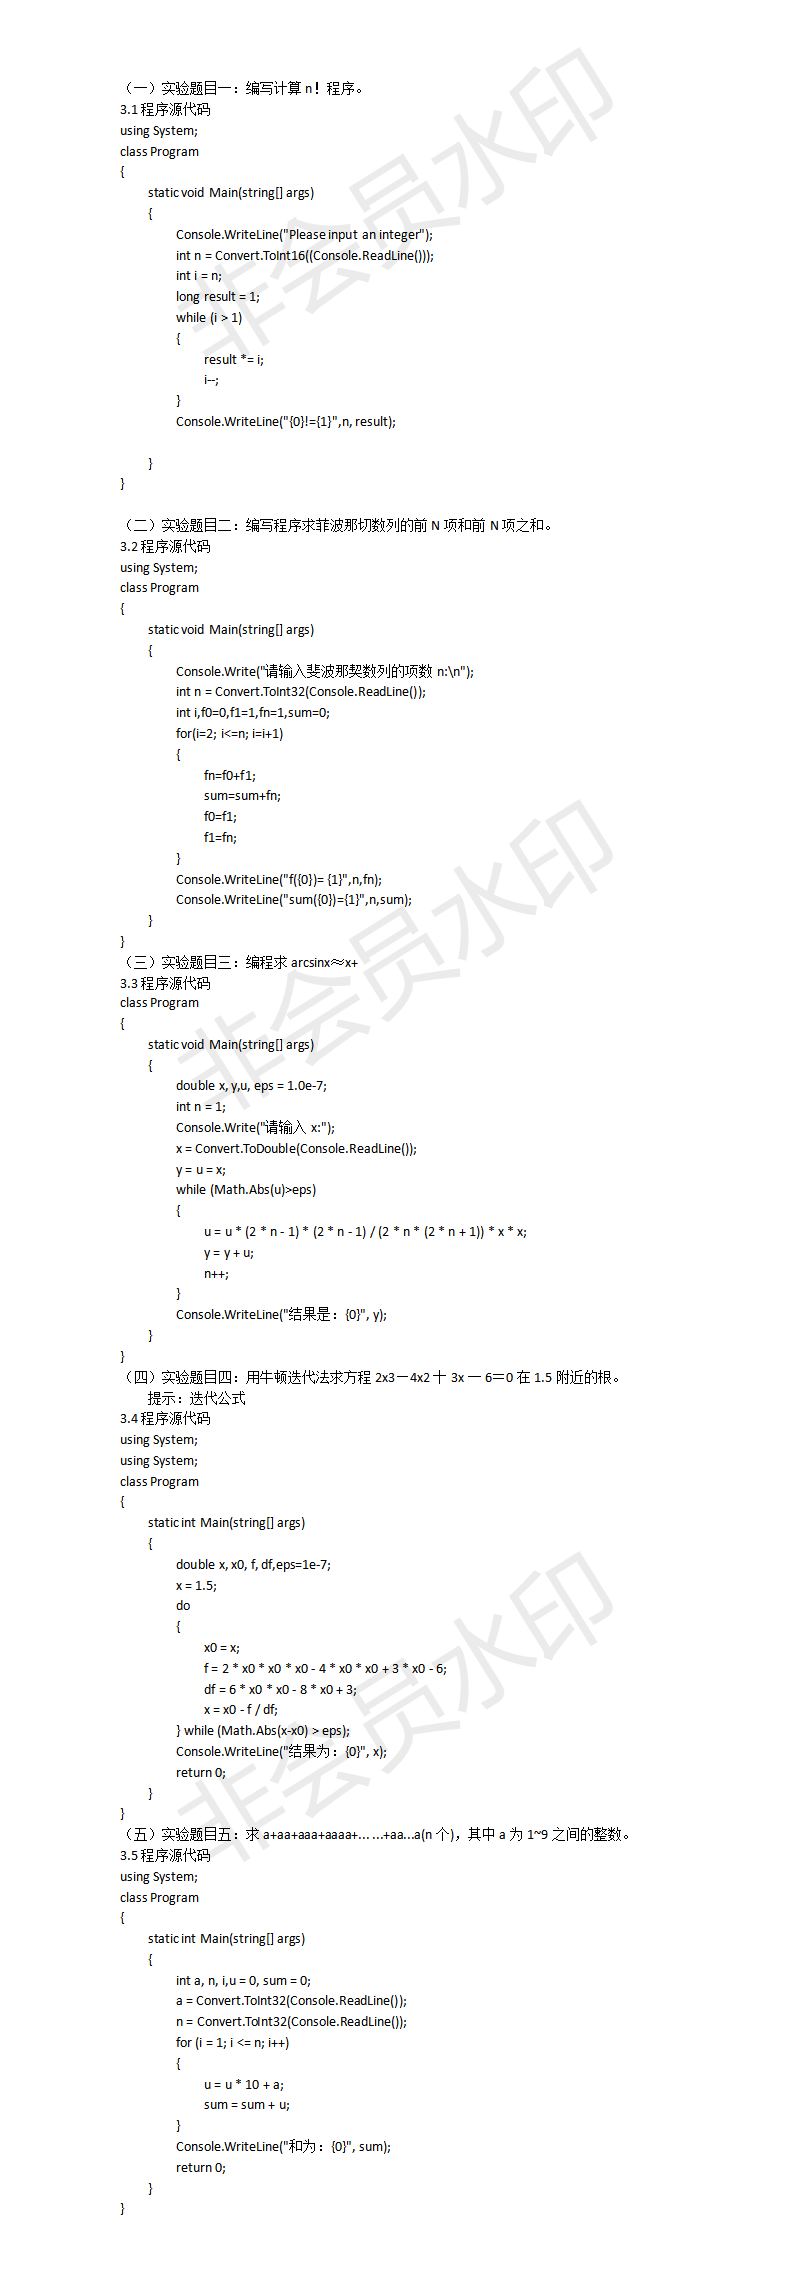 （一）实验题目一：编写计算 n！程序。
3.1 程序源代码
using System;
class Program
{
static void Main(string[] args)
{
Console.WriteLine("Please input an integer");
int n = Convert.ToInt16((Console.ReadLine()));
int i = n;
long result = 1;
while (i > 1)
{
result *= i;
i--;
}
Console.WriteLine("{0}!={1}",n, result);
}
}
（二）实验题目二：编写程序求菲波那切数列的前 N 项和前 N 项之和。
3.2 程序源代码
using System;
class Program
{
static void Main(string[] args)
{
Console.Write("请输入斐波那契数列的项数 n:\n");
int n = Convert.ToInt32(Console.ReadLine());
int i,f0=0,f1=1,fn=1,sum=0;
for(i=2; i<=n; i=i+1)
{
fn=f0+f1;
sum=sum+fn;
f0=f1;
f1=fn;
}
Console.WriteLine("f({0})= {1}",n,fn);
Console.WriteLine("sum({0})={1}",n,sum);
}
}
（三）实验题目三：编程求 arcsinx≈x+
3.3 程序源代码
class Program
{
static void Main(string[] args)
{
double x, y,u, eps = 1.0e-7;
int n = 1;
Console.Write("请输入 x:");
x = Convert.ToDouble(Console.ReadLine());
y = u = x;
while (Math.Abs(u)>eps)
{
u = u * (2 * n - 1) * (2 * n - 1) / (2 * n * (2 * n + 1)) * x * x;
y = y + u;
n++;
}
Console.WriteLine("结果是：{0}", y);
}
}
（四）实验题目四：用牛顿迭代法求方程 2x3－4x2 十 3x 一 6＝0 在 1.5 附近的根。
提示：迭代公式
3.4 程序源代码
using System;
using System;
class Program
{
static int Main(string[] args)
{
double x, x0, f, df,eps=1e-7;
x = 1.5;
do
{
x0 = x;
f = 2 * x0 * x0 * x0 - 4 * x0 * x0 + 3 * x0 - 6;
df = 6 * x0 * x0 - 8 * x0 + 3;
x = x0 - f / df;
} while (Math.Abs(x-x0) > eps);
Console.WriteLine("结果为：{0}", x);
return 0;
}
}
（五）实验题目五：求 a+aa+aaa+aaaa+... ...+aa...a(n 个)，其中 a 为 1~9 之间的整数。
3.5 程序源代码
using System;
class Program
{
static int Main(string[] args)
{
int a, n, i,u = 0, sum = 0;
a = Convert.ToInt32(Console.ReadLine());
n = Convert.ToInt32(Console.ReadLine());
for (i = 1; i <= n; i++)
{
u = u * 10 + a;
sum = sum + u;
}
Console.WriteLine("和为：{0}", sum);
return 0;
}
}
非会员水印
非会员水印
非会员水印